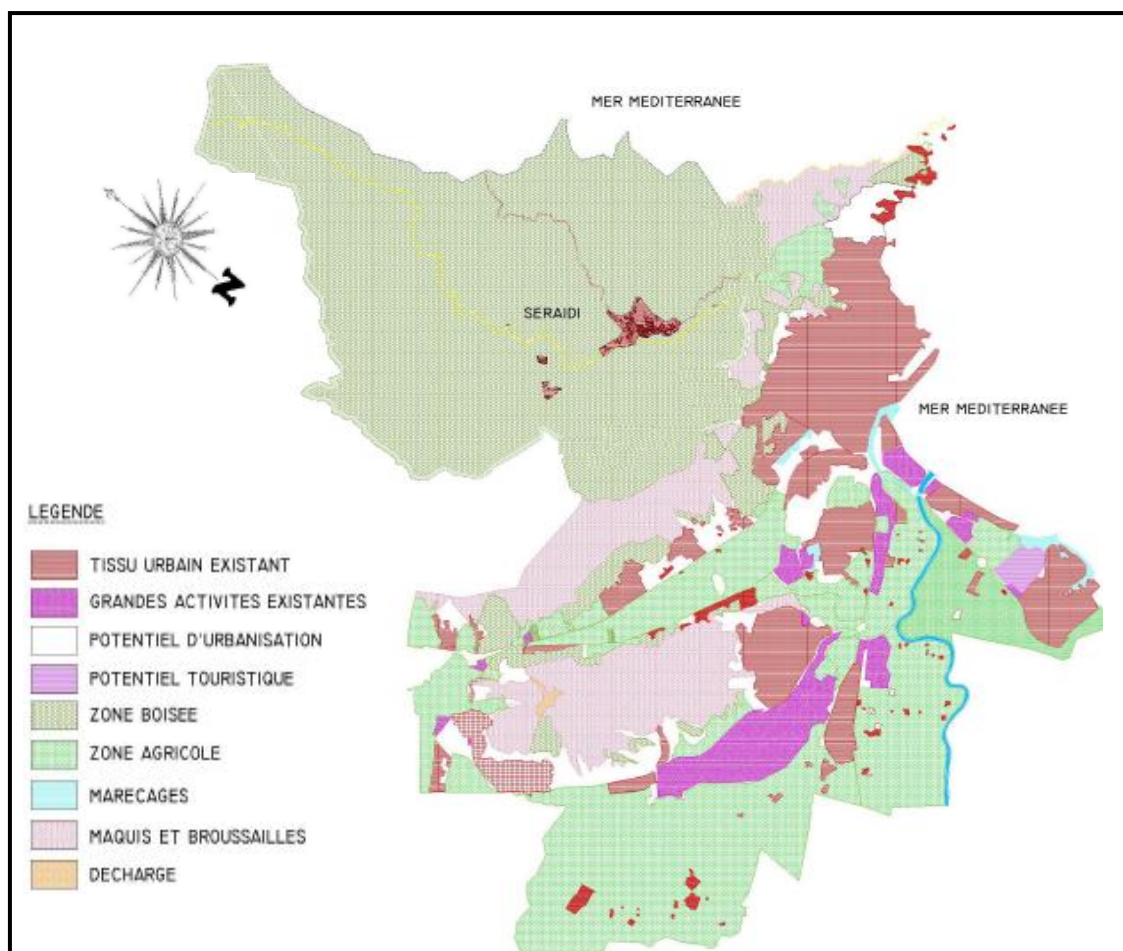 MER MEDITERRANEE
N
SERAIDI
MER MEDITERRANEE
LEGENDE
TISSU URBAIN EXISTANT
GRANDES ACTIVITES EXISTANTES
POTENTIEL D'URBANISATION
POTENTIEL TOURISTIQUE
ZONE BOISEE
ZONE AGRICOLE
MARECAGES
MAQUIS ET BROUSSAILLES
DECHARGE